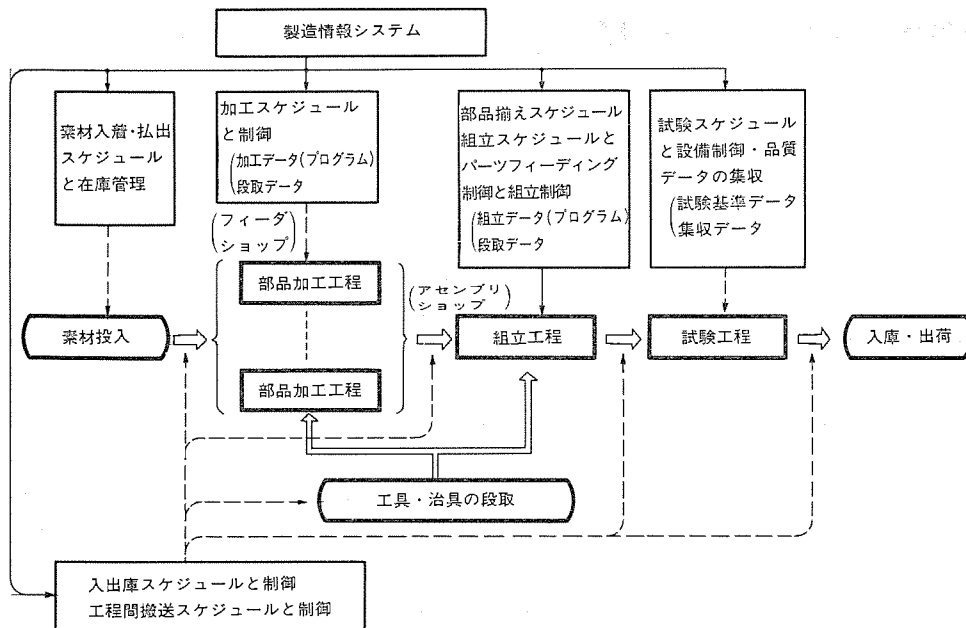 製造情報システム
素材入着・払出
スケジュール
と在庫管理
加工スケジュール
と制御
加工データ(プログラム)
段取データ
部品揃えスケジュール
組立スケジュールと
パーツフィーディング
制御と組立制御
組立データ(プログラム)
段取データ
試験スケジュール
と設備制御・品質
データの集収
試験基準データ
集収データ
(フィーダ
ショップ)
(アセンブリ
ショップ)
部品加工工程
素材投入
組立工程
試験工程
入庫・出荷
部品加工工程
工具・治具の段取
入出庫スケジュールと制御
工程間搬送スケジュールと制御